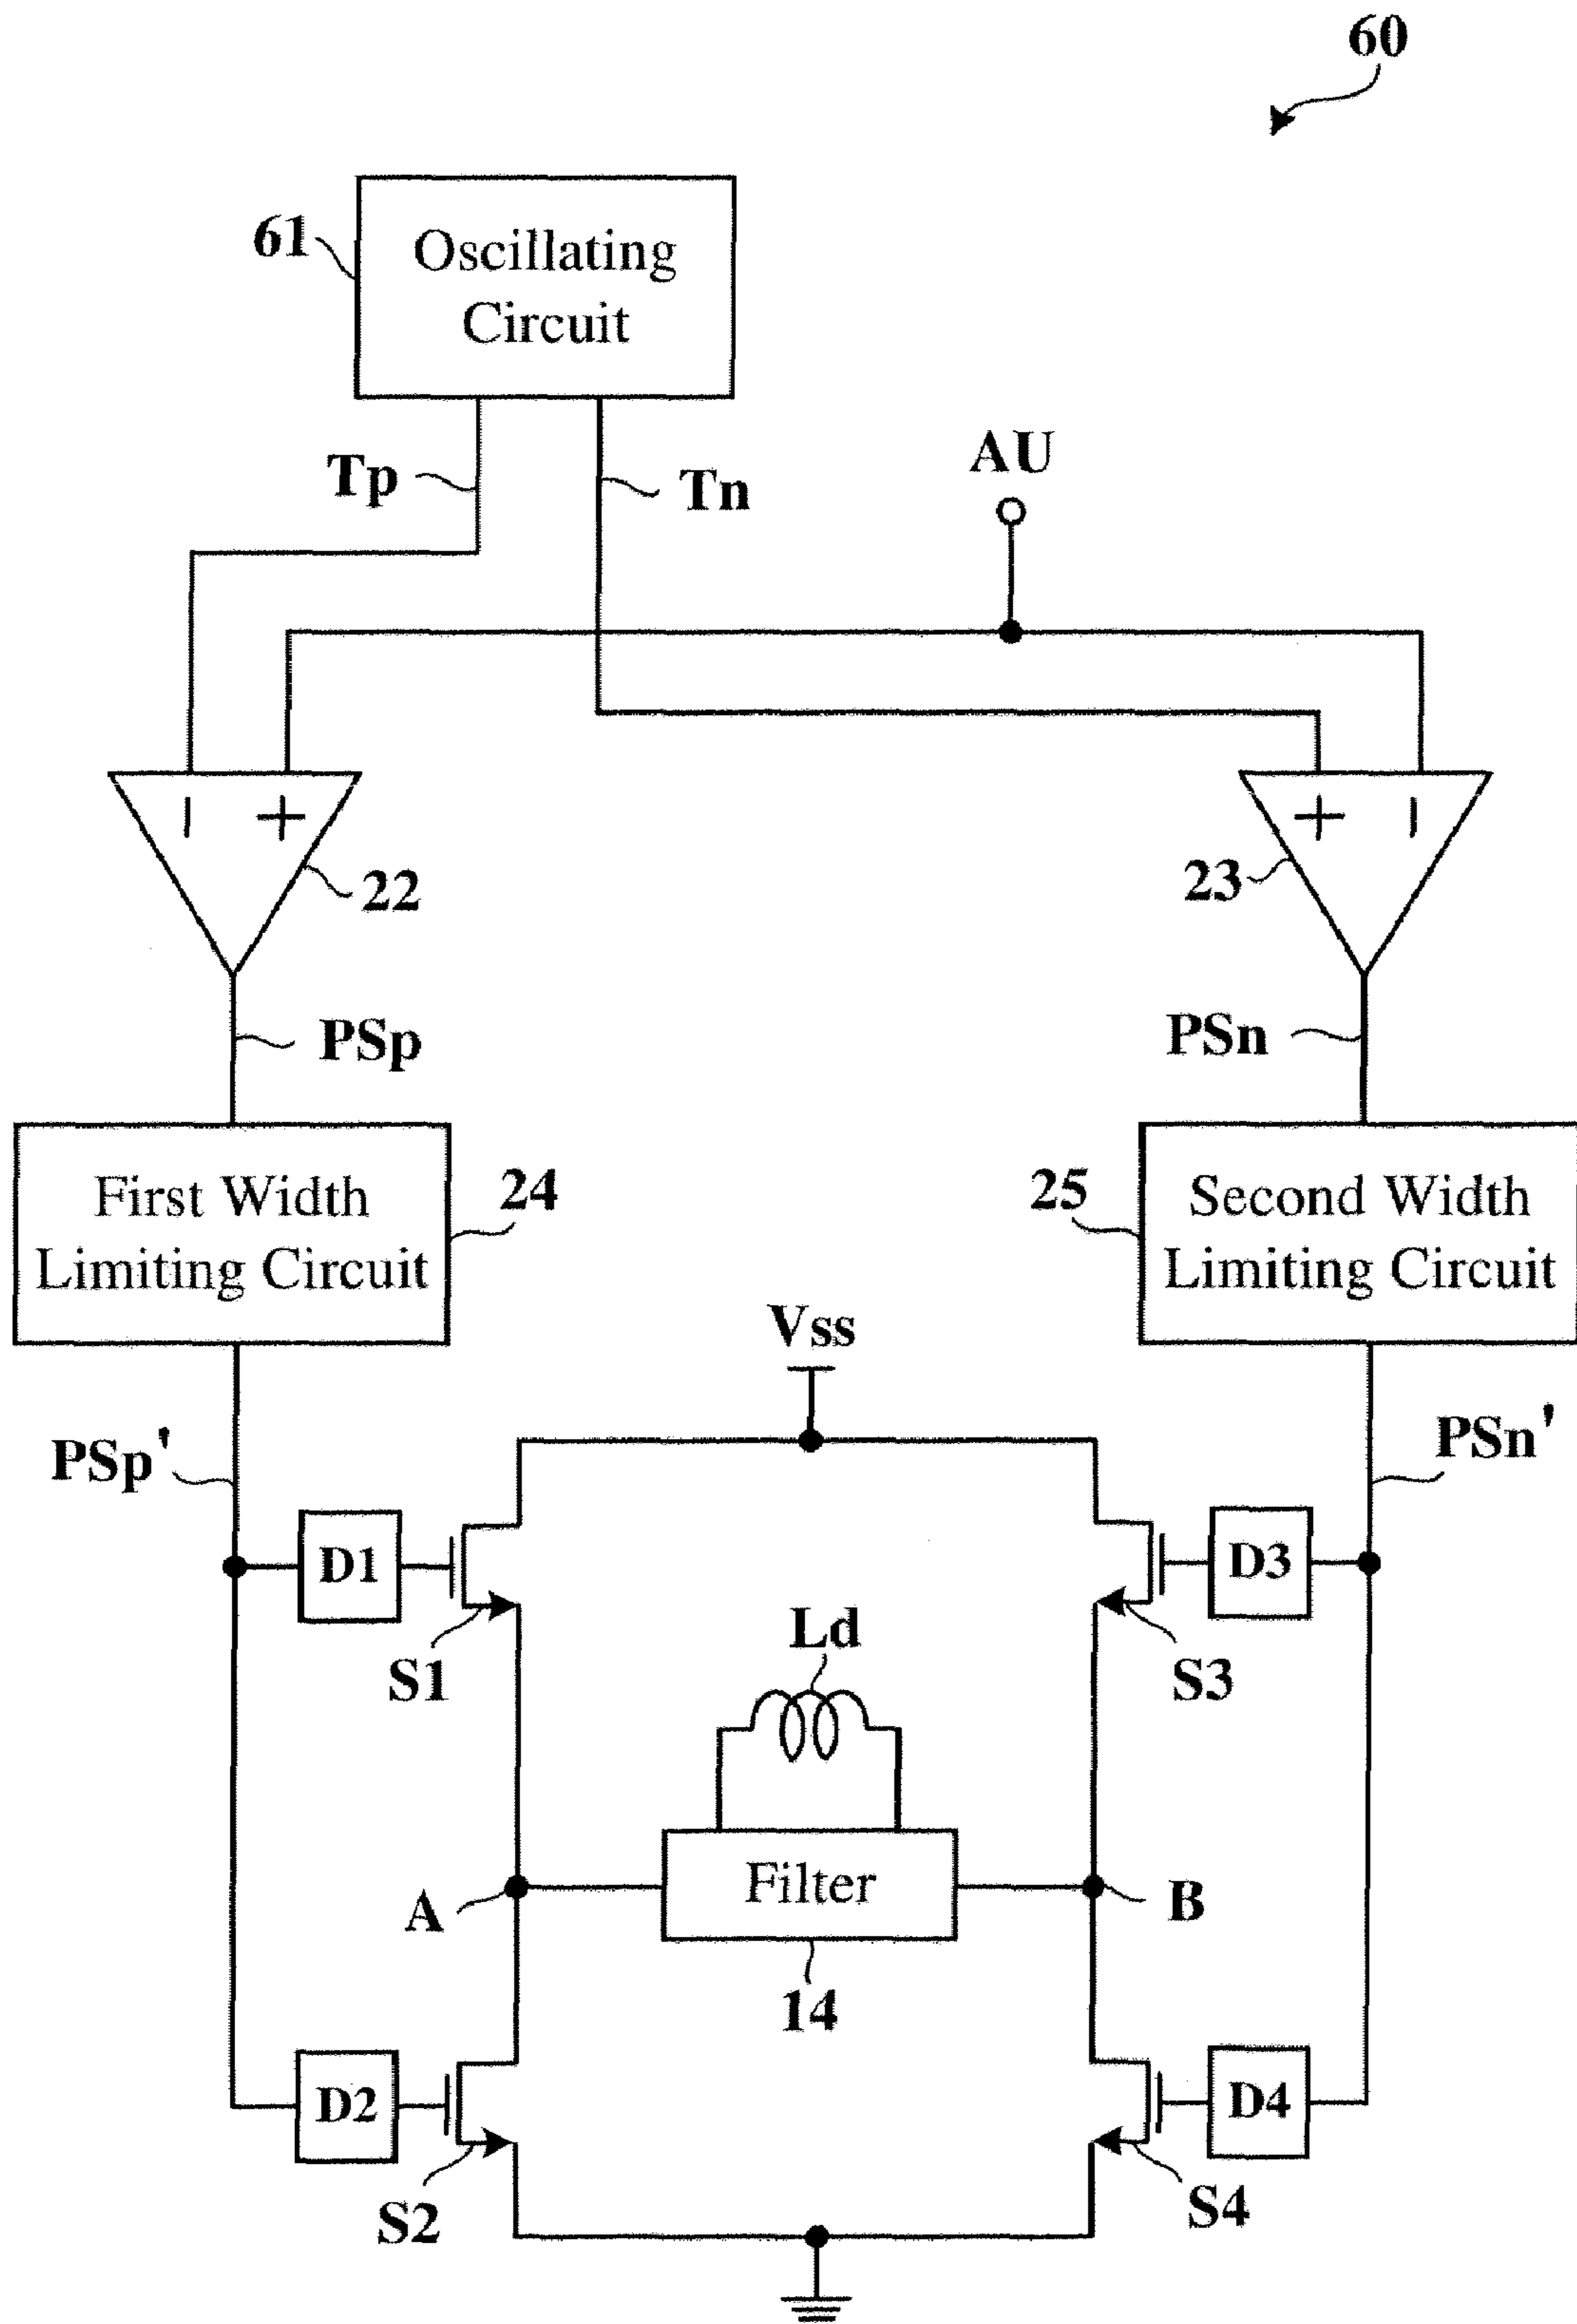 60
61
Oscillating
Circuit
Tp
Tn
AU
− +
+ −
22
23
PSp
PSn
First Width
Limiting Circuit
24
25
Second Width
Limiting Circuit
Vss
PSp'
PSn'
D1
D3
S1
Ld
S3
A
Filter
B
14
D2
D4
S2
S4